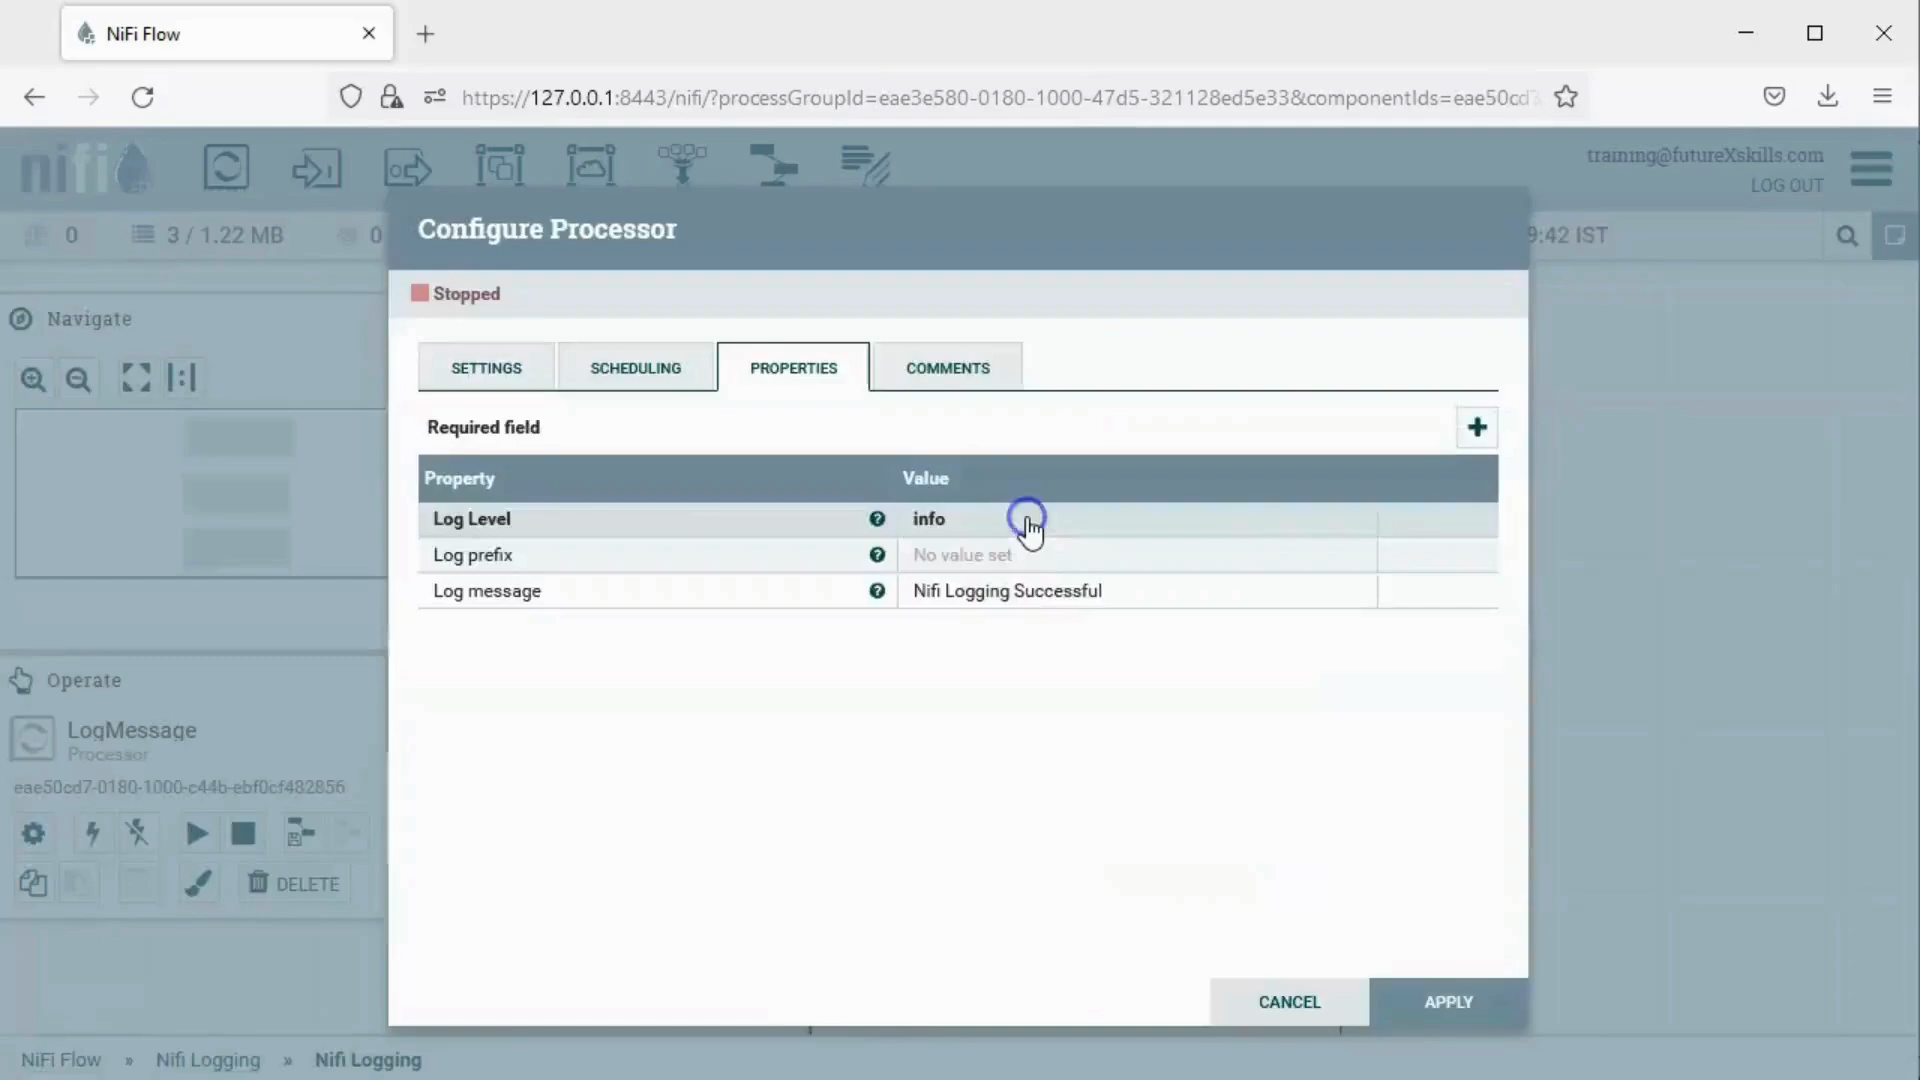 NiFi Flow
https://127.0.0.1:8443/nifi/?processGroupId=eae3e580-0180-1000-47d5-321128ed5e33&componentIds=eae50cd7
nifi
training@futureXskills.com
LOG OUT
0
3 / 1.22 MB
0
9:42 IST
Configure Processor
Stopped
SETTINGS
SCHEDULING
PROPERTIES
COMMENTS
Required field
Property
Value
Log Level
info
Log prefix
No value set
Log message
Nifi Logging Successful
CANCEL
APPLY
Navigate
Operate
LogMessage
Processor
eae50cd7-0180-1000-c44b-ebf0cf482856
DELETE
NiFi Flow » Nifi Logging » Nifi Logging